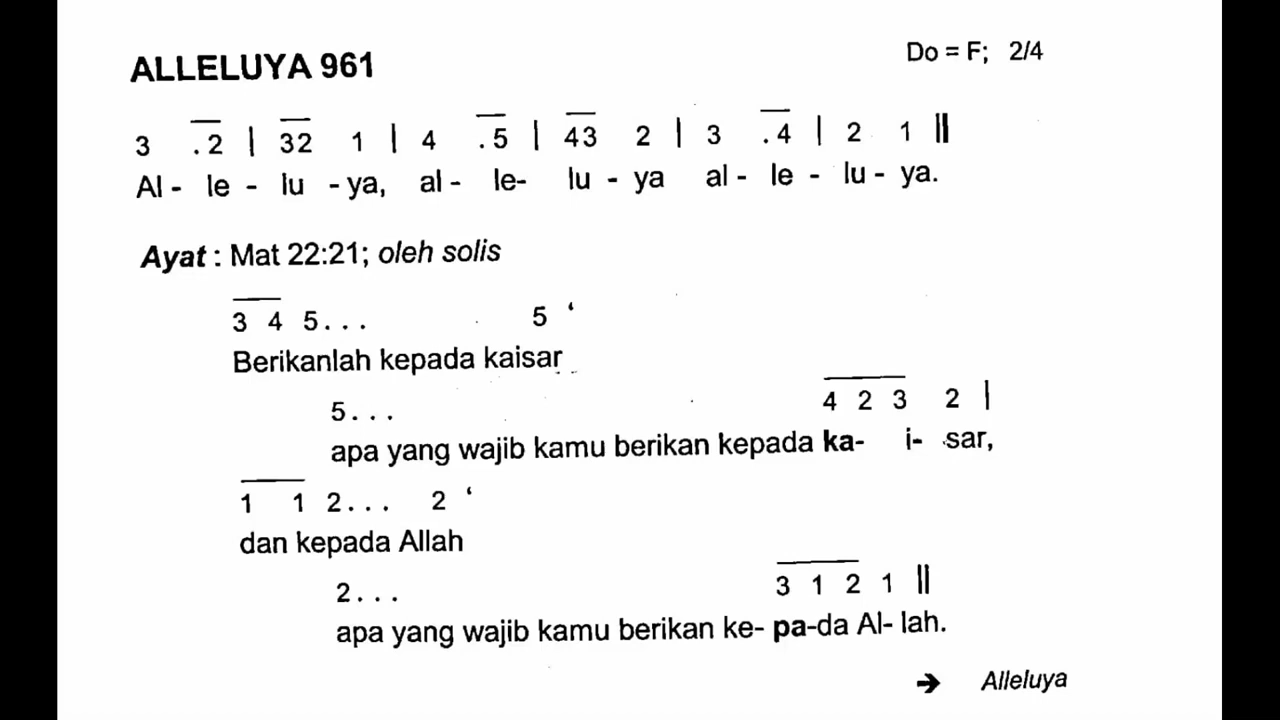 ALLELUYA 961 Do = F; 2/4
3 .2 | 32 1 | 4 .5 | 43 2 | 3 .4 | 2 1 ||
Al - le - lu - ya, al - le- lu - ya al - le - lu - ya.
Ayat : Mat 22:21; oleh solis
3 4 5... 5 ‘
Berikanlah kepada kaisar
5... 4 2 3 2 |
apa yang wajib kamu berikan kepada ka- i- sar,
1 1 2... 2 ‘
dan kepada Allah
2... 3 1 2 1 ||
apa yang wajib kamu berikan ke- pa-da Al- lah.
→ Alleluya